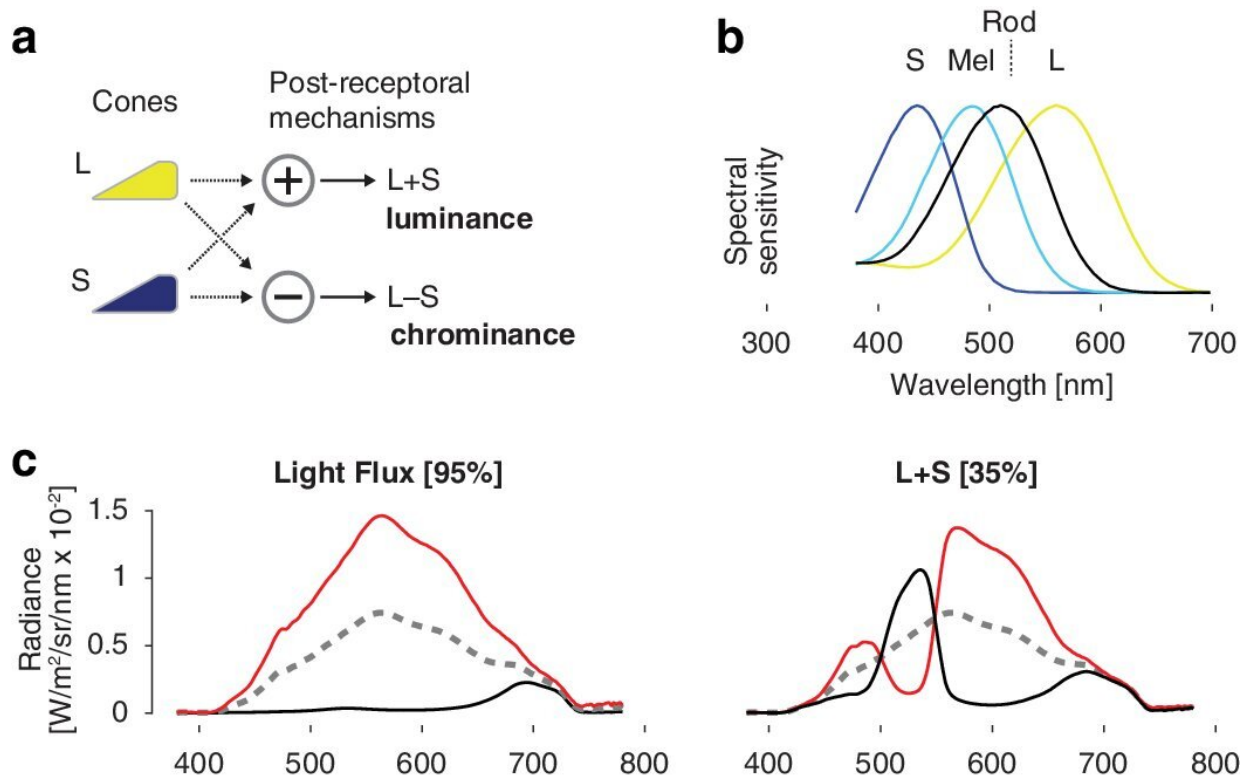 a
Cones
Post-receptoral
mechanisms
L
+
L+S
luminance
S
−
L–S
chrominance
b
Rod
S Mel L
Spectral
sensitivity
300 400 500 600 700
Wavelength [nm]
c
Light Flux [95%]
Radiance
[W/m²/sr/nm x 10⁻²]
1.5
1
0.5
0
400 500 600 700 800
L+S [35%]
400 500 600 700 800